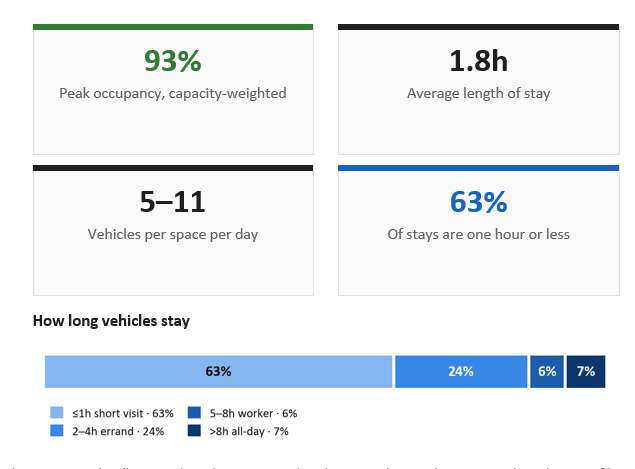 93%
Peak occupancy, capacity-weighted
1.8h
Average length of stay
5–11
Vehicles per space per day
63%
Of stays are one hour or less
How long vehicles stay
63% 24% 6% 7%
≤1h short visit · 63% 5–8h worker · 6%
2–4h errand · 24% >8h all-day · 7%